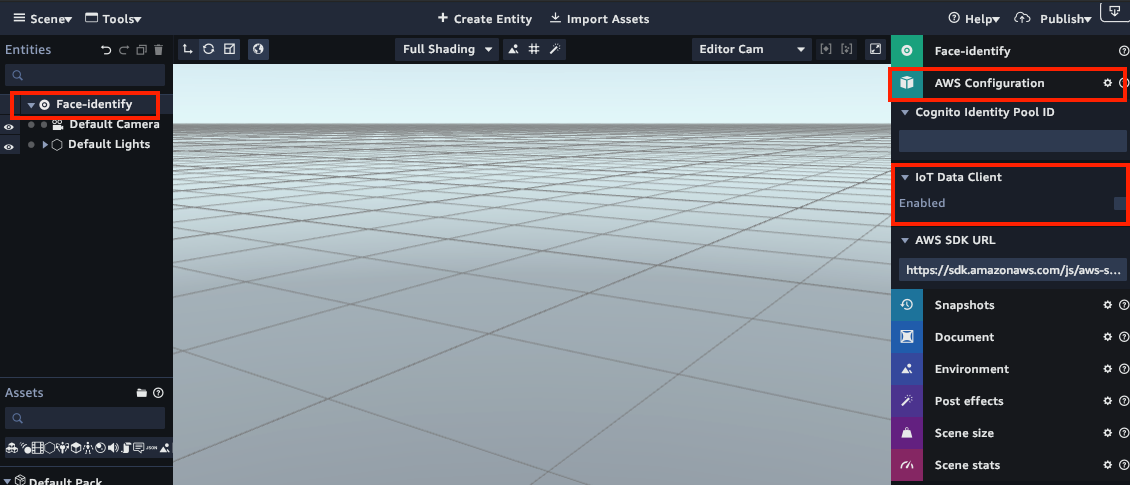 Scene
Tools
Create Entity
Import Assets
Help
Publish
Entities
Face-identify
Default Camera
Default Lights
Assets
JSON
Default Pack
Full Shading
Editor Cam
Face-identify
AWS Configuration
Cognito Identity Pool ID
IoT Data Client
Enabled
AWS SDK URL
https://sdk.amazonaws.com/js/aws-s...
Snapshots
Document
Environment
Post effects
Scene size
Scene stats